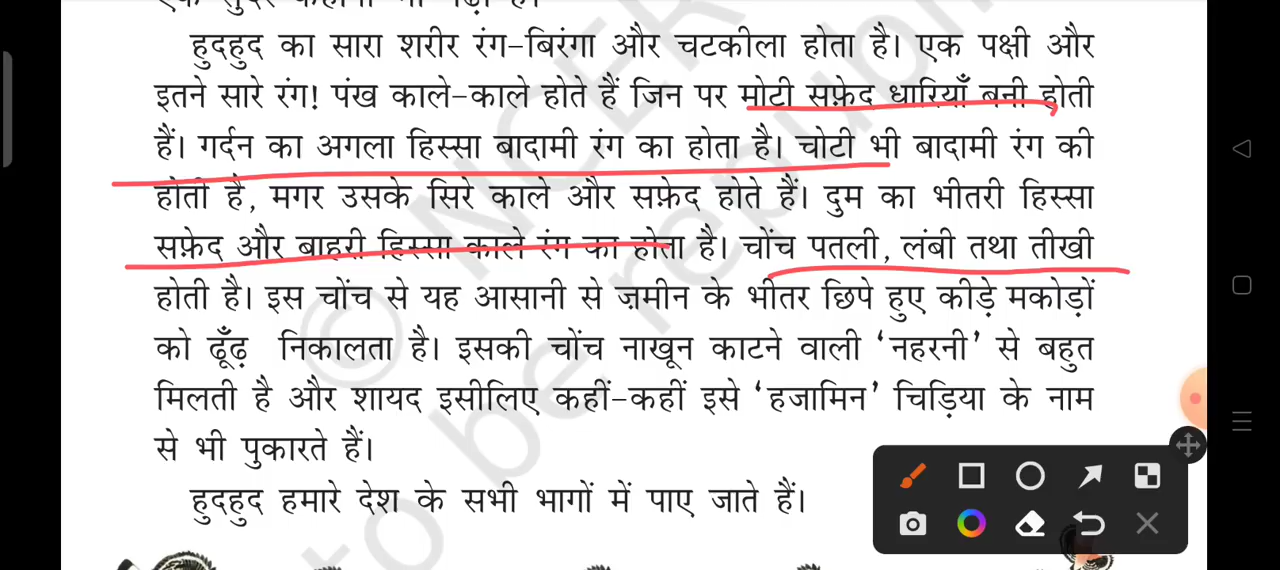 हुदहुद का सारा शरीर रंग-बिरंगा और चटकीला होता है। एक पक्षी और
इतने सारे रंग! पंख काले-काले होते हैं जिन पर मोटी सफ़ेद धारियाँ बनी होती
हैं। गर्दन का अगला हिस्सा बादामी रंग का होता है। चोटी भी बादामी रंग की
होती है, मगर उसके सिरे काले और सफ़ेद होते हैं। दुम का भीतरी हिस्सा
सफ़ेद और बाहरी हिस्सा काले रंग का होता है। चोंच पतली, लंबी तथा तीखी
होती है। इस चोंच से यह आसानी से ज़मीन के भीतर छिपे हुए कीड़े मकोड़ों
को ढूँढ़ निकालता है। इसकी चोंच नाखून काटने वाली ‘नहरनी’ से बहुत
मिलती है और शायद इसीलिए कहीं-कहीं इसे ‘हजामिन’ चिड़िया के नाम
से भी पुकारते हैं।
हुदहुद हमारे देश के सभी भागों में पाए जाते हैं।